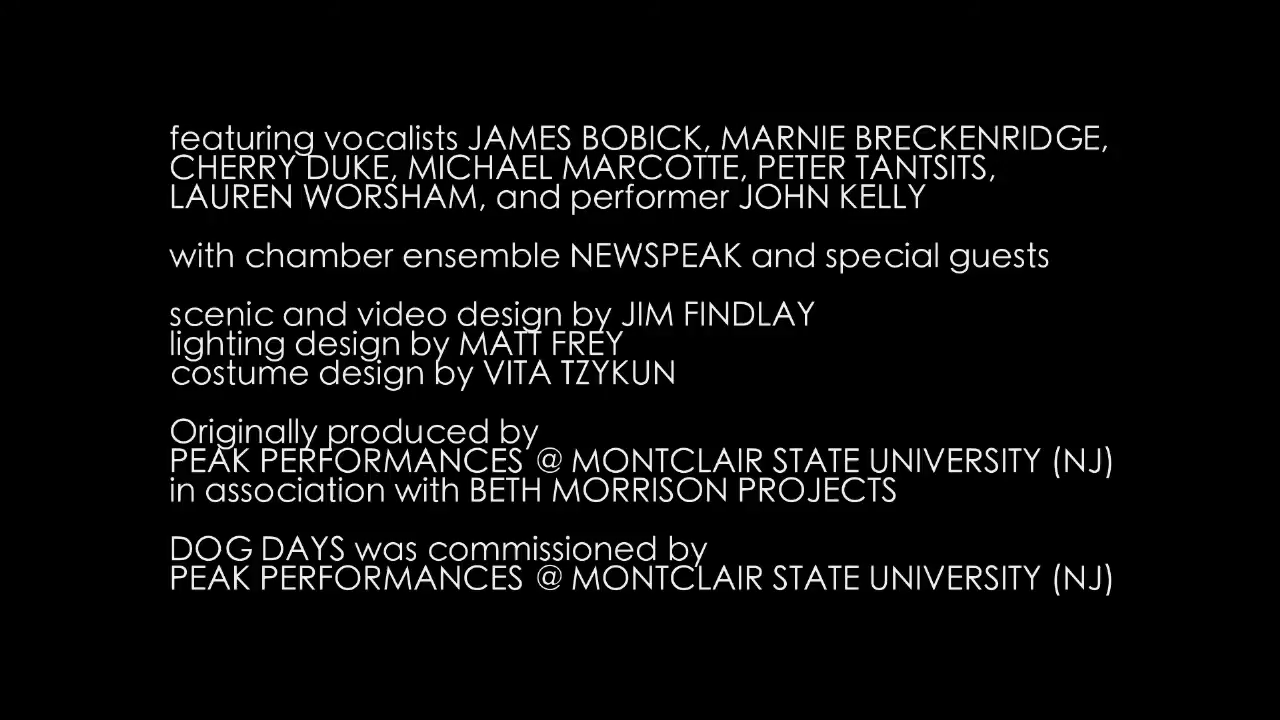 featuring vocalists JAMES BOBICK, MARNIE BRECKENRIDGE,
CHERRY DUKE, MICHAEL MARCOTTE, PETER TANTSITS,
LAUREN WORSHAM, and performer JOHN KELLY
with chamber ensemble NEWSPEAK and special guests
scenic and video design by JIM FINDLAY
lighting design by MATT FREY
costume design by VITA TZYKUN
Originally produced by
PEAK PERFORMANCES @ MONTCLAIR STATE UNIVERSITY (NJ)
in association with BETH MORRISON PROJECTS
DOG DAYS was commissioned by
PEAK PERFORMANCES @ MONTCLAIR STATE UNIVERSITY (NJ)